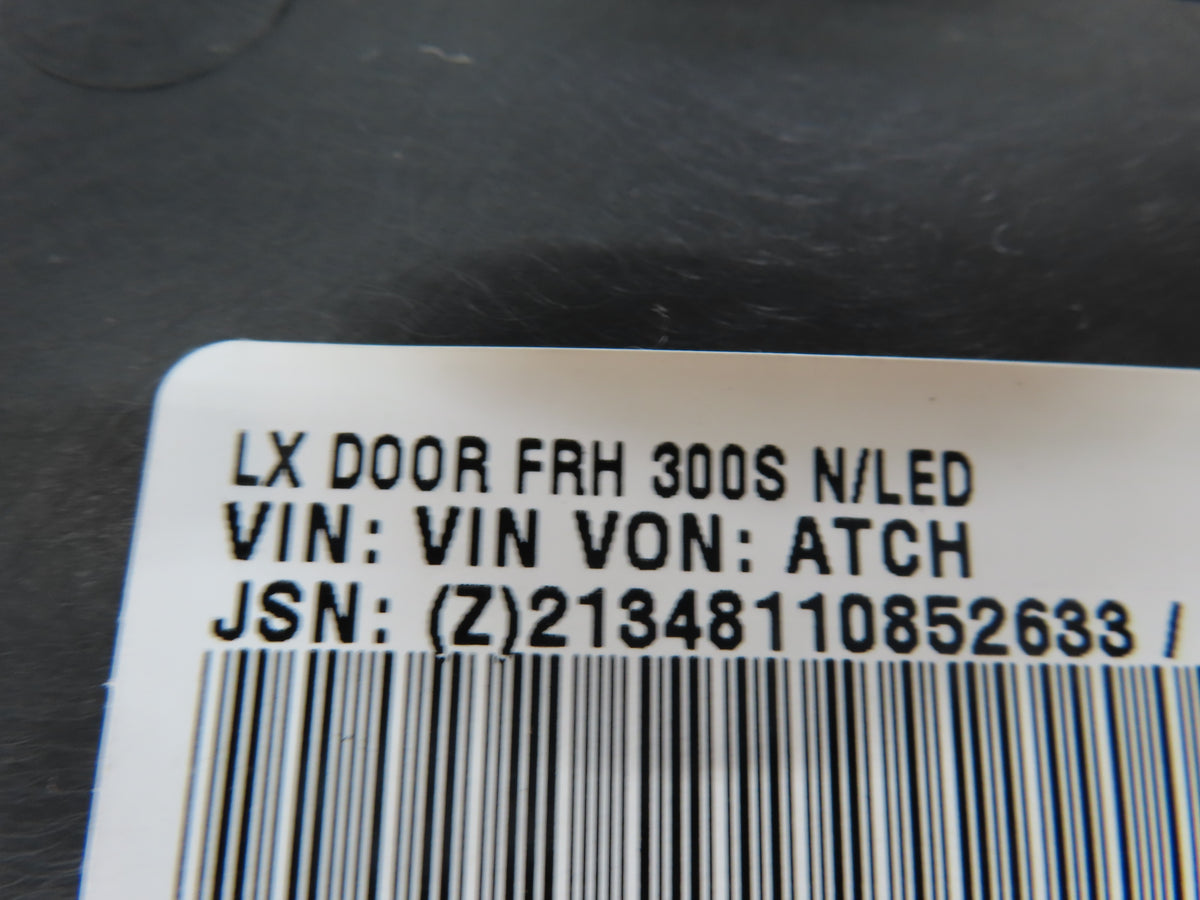 LX DOOR FRH 300S N/LED
VIN: VIN VON: ATCH
JSN: (Z)21348110852633 /